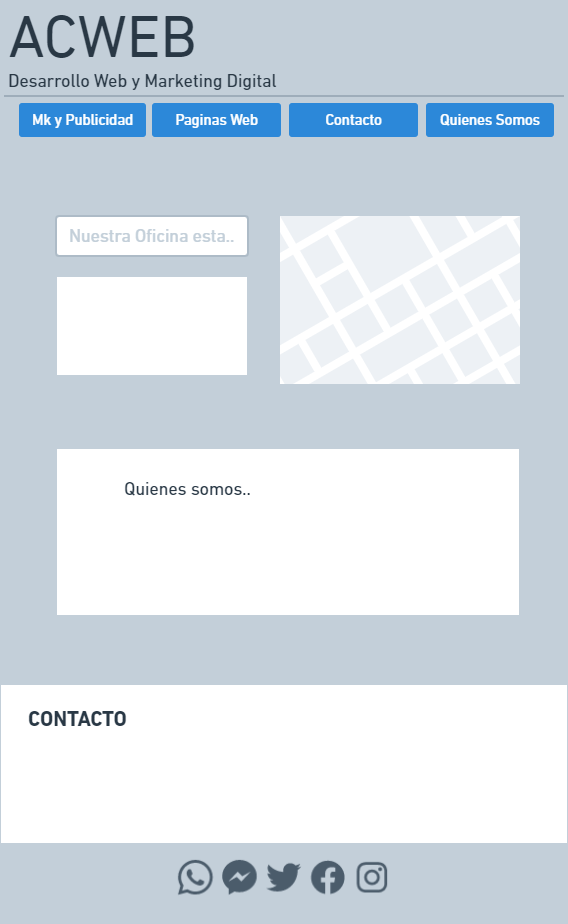 ACWEB
Desarrollo Web y Marketing Digital
Mk y Publicidad
Paginas Web
Contacto
Quienes Somos
Nuestra Oficina esta..
Quienes somos..
CONTACTO